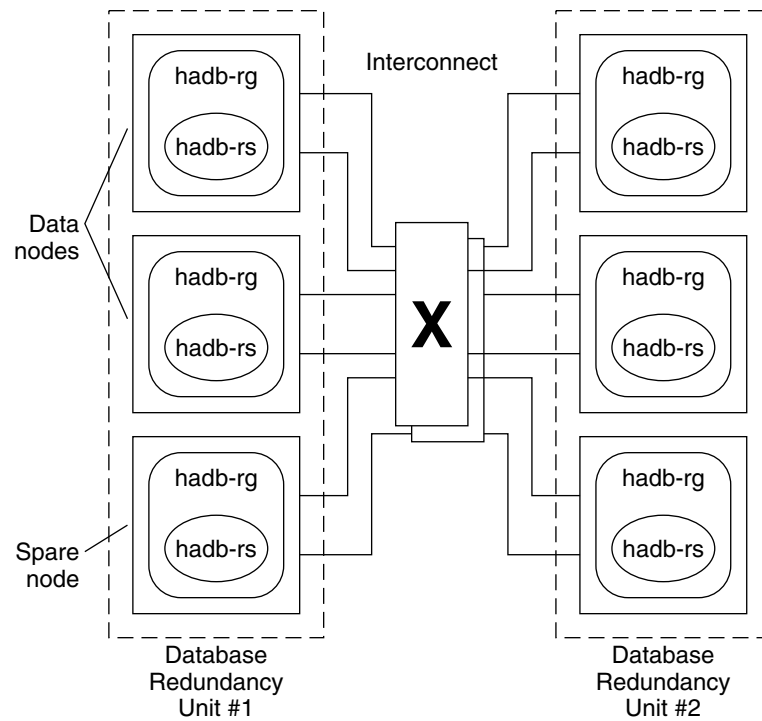 Interconnect
hadb-rg
hadb-rs
hadb-rg
hadb-rs
Data
nodes
hadb-rg
hadb-rs
X
hadb-rg
hadb-rs
hadb-rg
hadb-rs
Spare
node
hadb-rg
hadb-rs
Database
Redundancy
Unit #1
Database
Redundancy
Unit #2